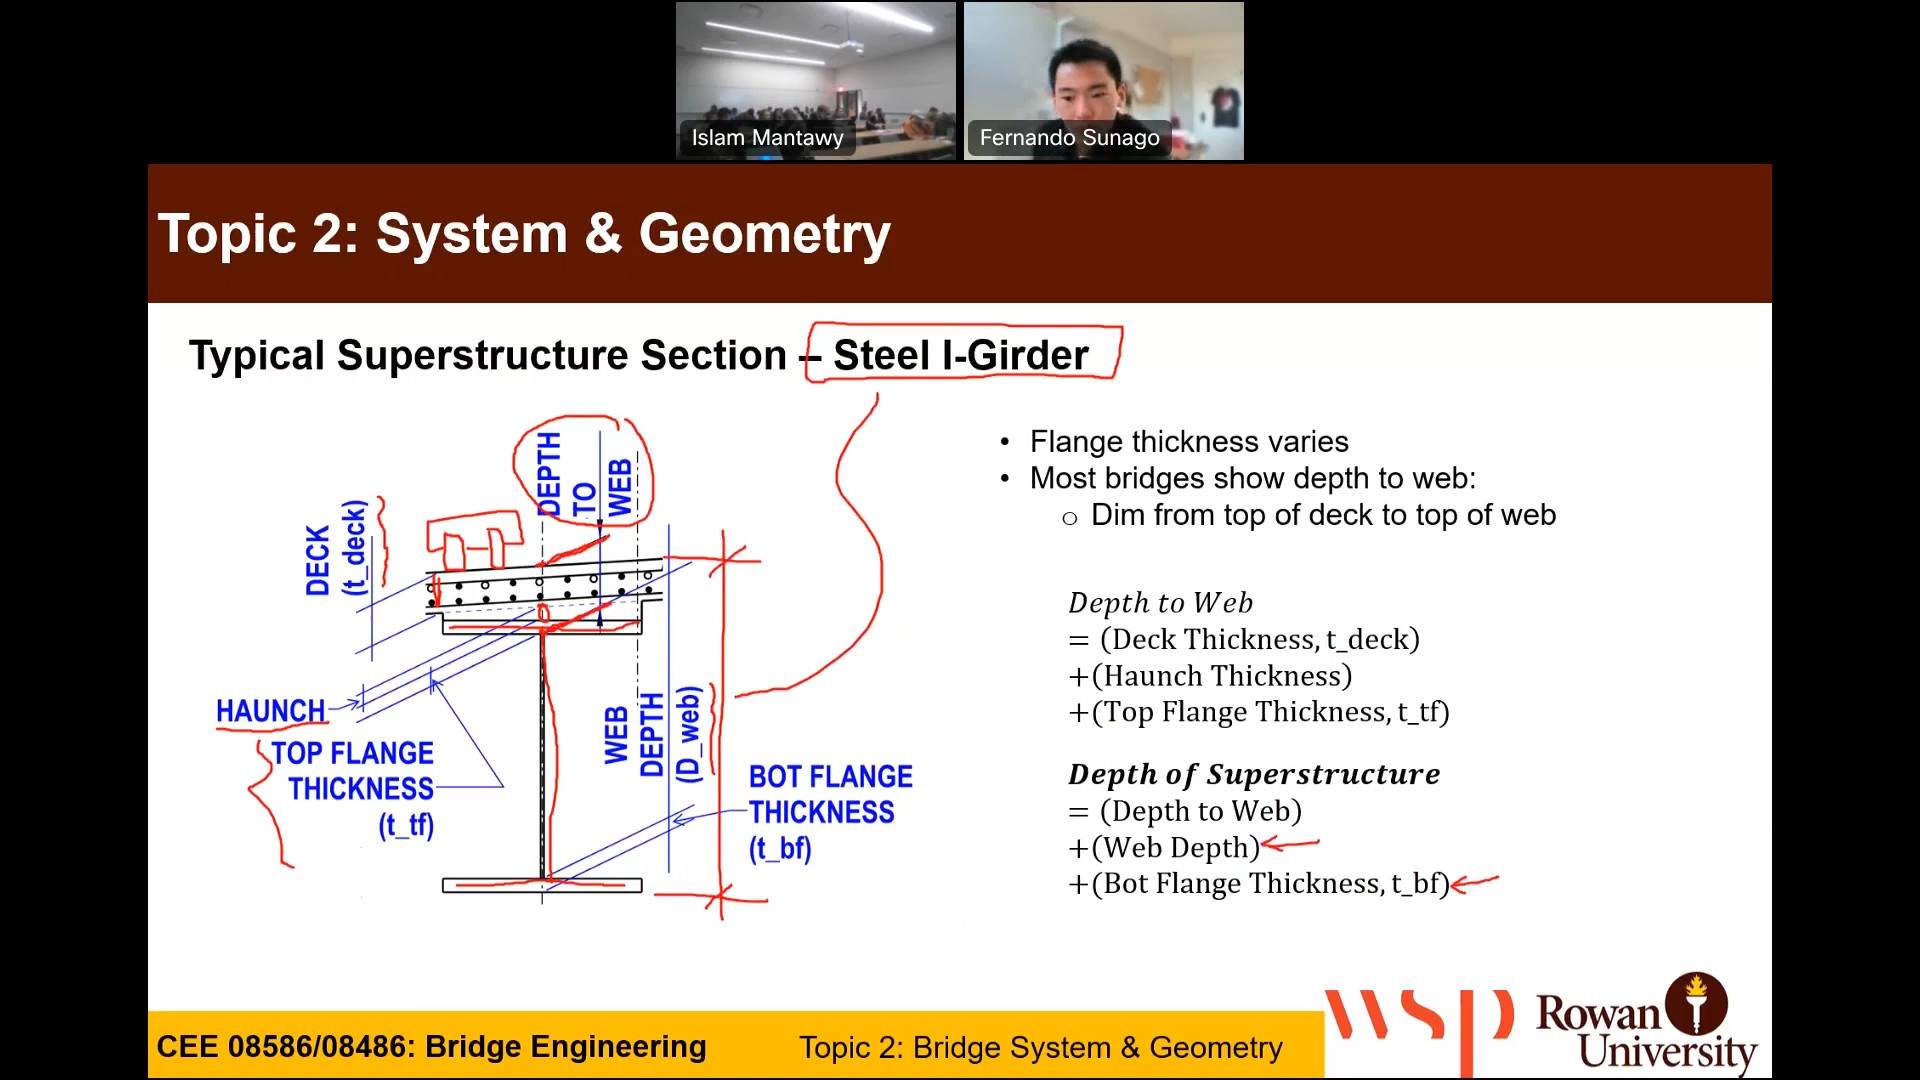 Islam Mantawy
Fernando Sunago
Topic 2: System & Geometry
Typical Superstructure Section – Steel I-Girder
DEPTH
TO
WEB
DECK
(t_deck)
HAUNCH
TOP FLANGE
THICKNESS
(t_tf)
WEB
DEPTH
(D_web)
BOT FLANGE
THICKNESS
(t_bf)
• Flange thickness varies
• Most bridges show depth to web:
o Dim from top of deck to top of web
Depth to Web
= (Deck Thickness, t_deck)
+(Haunch Thickness)
+(Top Flange Thickness, t_tf)
Depth of Superstructure
= (Depth to Web)
+(Web Depth)
+(Bot Flange Thickness, t_bf)
CEE 08586/08486: Bridge Engineering
Topic 2: Bridge System & Geometry
wsp
Rowan
University